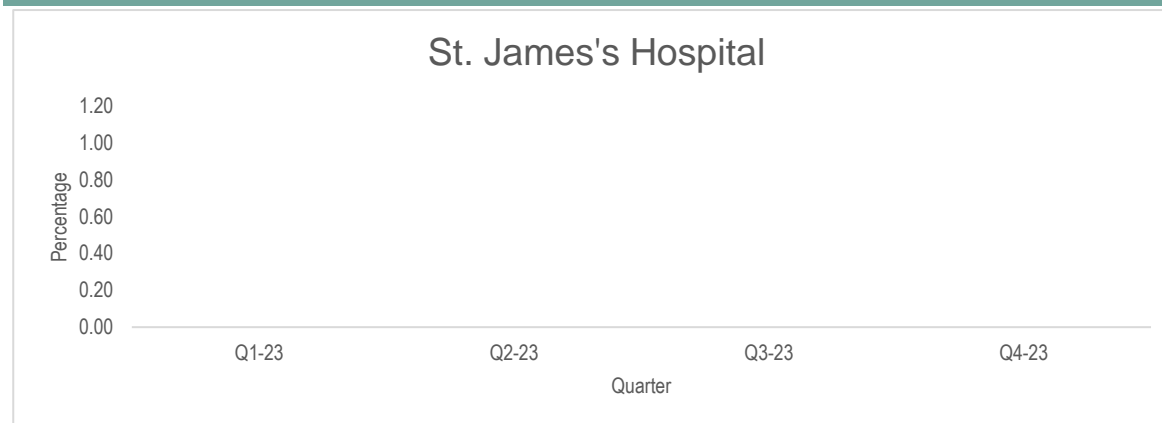 St. James's Hospital
1.20
1.00
0.80
0.60
0.40
0.20
0.00
Percentage
Q1-23 Q2-23 Q3-23 Q4-23
Quarter